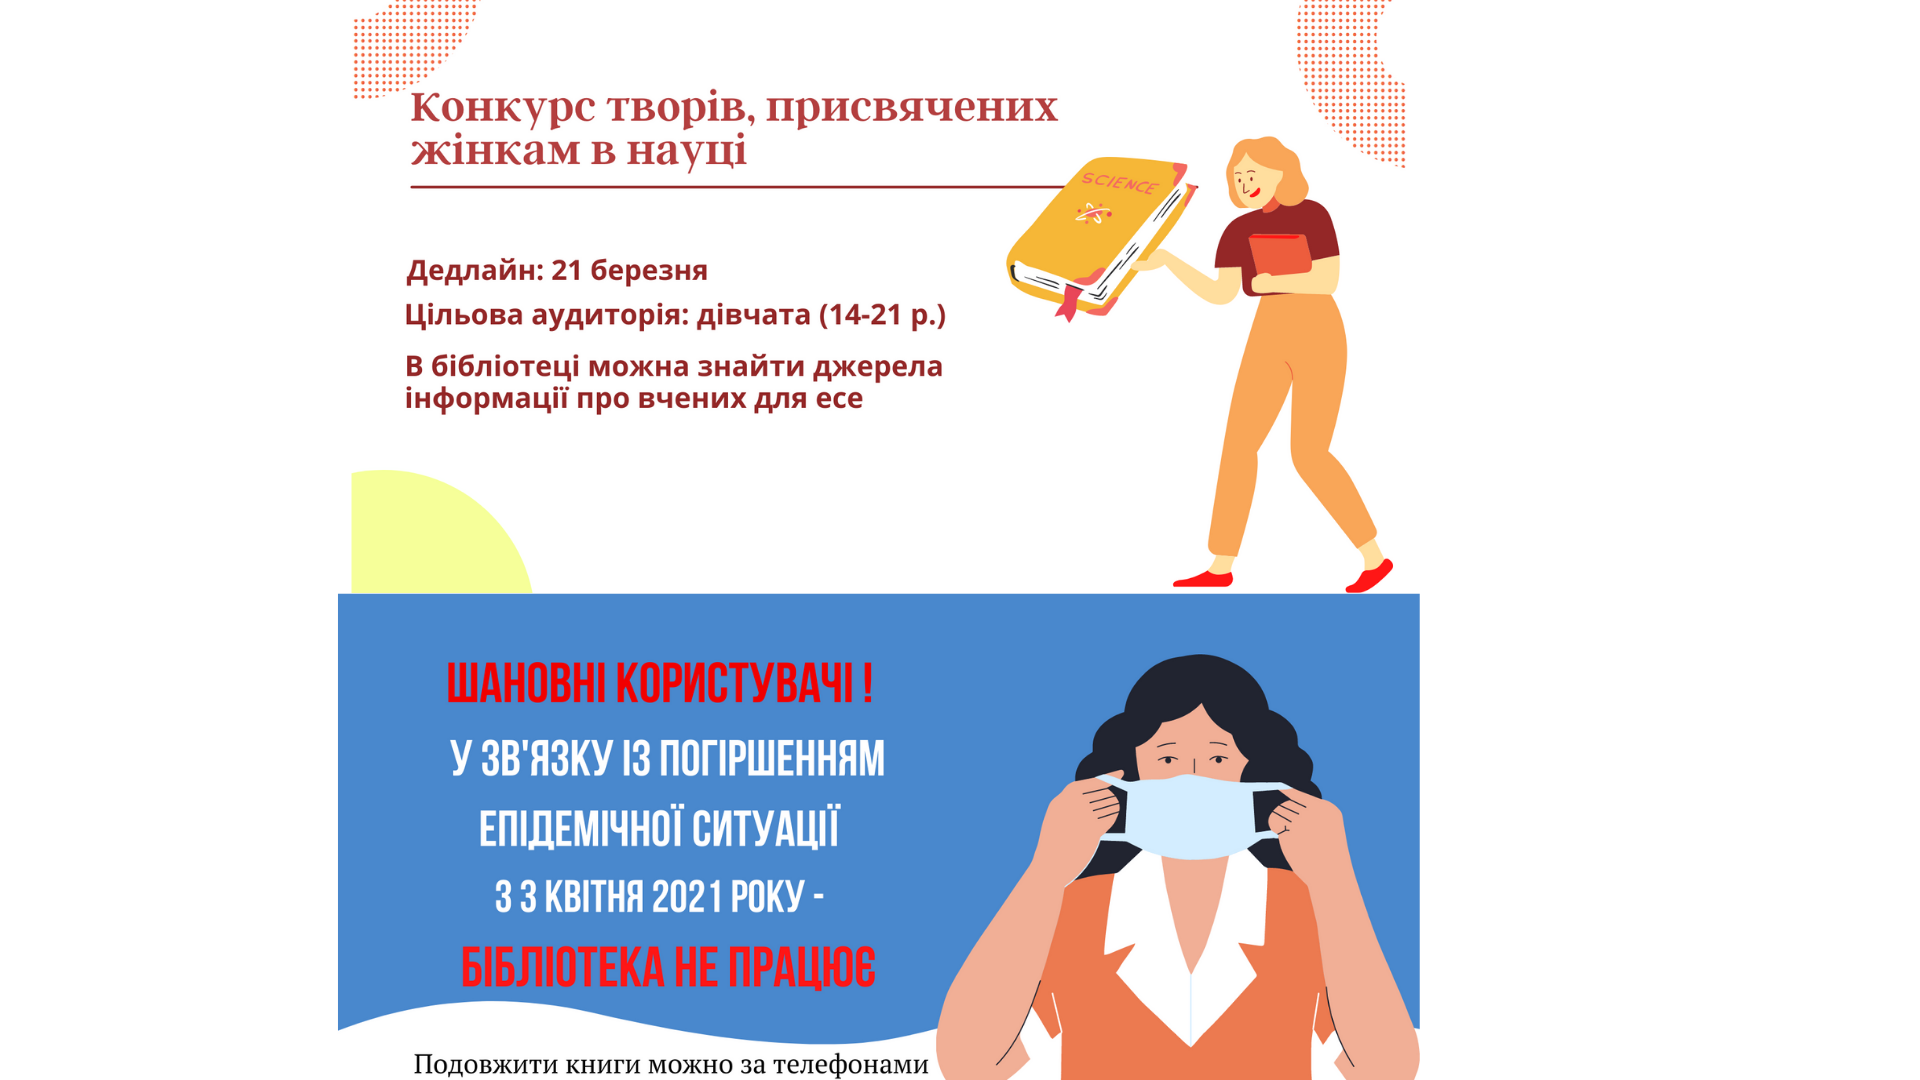 Конкурс творів, присвячених
жінкам в науці
SCIENCE
Дедлайн: 21 березня
Цільова аудиторія: дівчата (14-21 р.)
В бібліотеці можна знайти джерела
інформації про вчених для есе
ШАНОВНІ КОРИСТУВАЧІ !
У ЗВ'ЯЗКУ ІЗ ПОГІРШЕННЯМ
ЕПІДЕМІЧНОЇ СИТУАЦІЇ
З 3 КВІТНЯ 2021 РОКУ -
БІБЛІОТЕКА НЕ ПРАЦЮЄ
Подовжити книги можно за телефонами